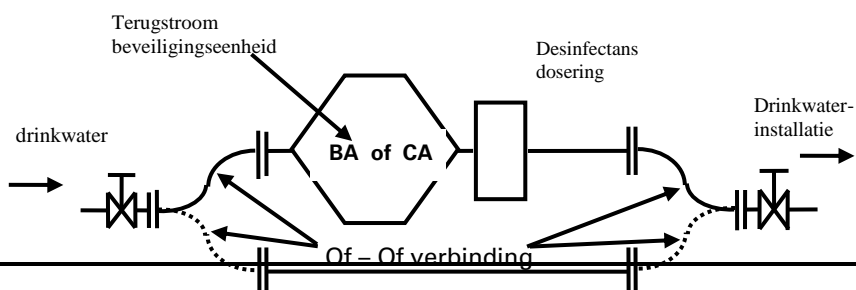 Terugstroom
beveiligingseenheid
Desinfectans
dosering
Drinkwater-
installatie
drinkwater
BA of CA
Of – Of verbinding